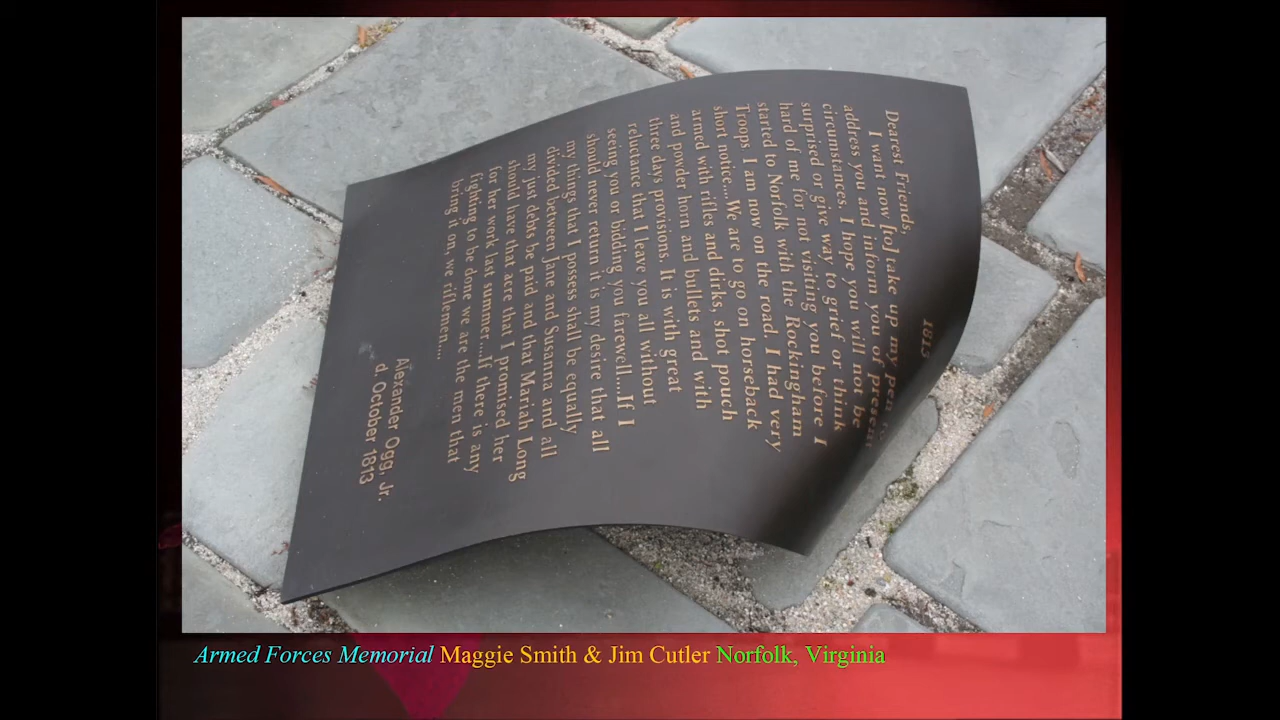 1813
Dearest Friends,
I want now [to] take up my pen to
address you and inform you of present
circumstances. I hope you will not be
surprised or give way to grief or think
hard of me for not visiting you before I
started to Norfolk with the Rockingham
Troops. I am now on the road. I had very
short notice....We are to go on horseback
armed with rifles and dirks, shot pouch
and powder horn. and bullets and with
three days provisions. It is with great
reluctance that I leave you all without
seeing you or bidding you farewell....If I
should never return it is my desire that all
my things that I possess shall be equally
divided between Jane and Susanna and all
my just debts be paid and that Mariah Long
should have that acre that I promised her
for her work last summer....If there is any
fighting to be done we are the men that
bring it on, we riflemen....
Alexander Ogg, Jr.
d. October 1813
Armed Forces Memorial Maggie Smith & Jim Cutler Norfolk, Virginia